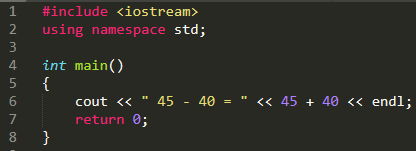 1 #include <iostream>
2 using namespace std;
3
4 int main()
5 {
6 cout << " 45 - 40 = " << 45 + 40 << endl;
7 return 0;
8 }